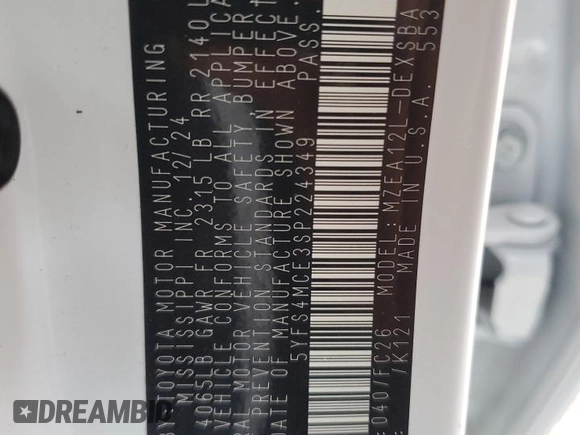 BY TOYOTA MOTOR MANUFACTURING
MISSISSIPPI INC. 12/24
4065LB GAWR FR 2315 LB RR 2140L
VEHICLE CONFORMS TO ALL APPLICA
RAL MOTOR VEHICLE SAFETY BUMPER
PREVENTION STANDARDS IN EFFECT
DATE OF MANUFACTURE SHOWN ABOVE.
5YFS4MCE3SP224349 PASS
E 040/FC26 MODEL: MZEA12L-DEXSBA
/K121 MADE IN U.S.A. 553
DREAMBID